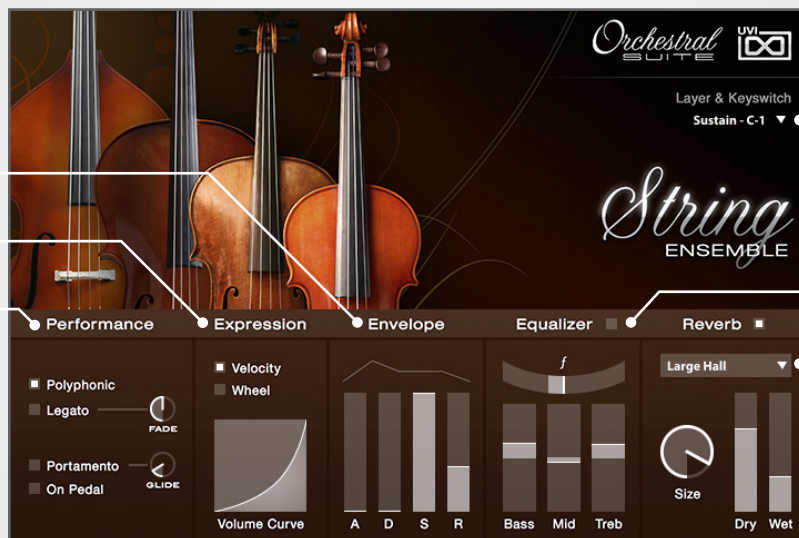 Orchestral
SUITE
UVI
Layer & Keyswitch
Sustain - C-1
String
ENSEMBLE
Performance
Expression
Envelope
Equalizer
Reverb
Polyphonic
Legato
FADE
Portamento
On Pedal
GLIDE
Velocity
Wheel
Volume Curve
A D S R
f
Bass Mid Treb
Large Hall
Size
Dry Wet